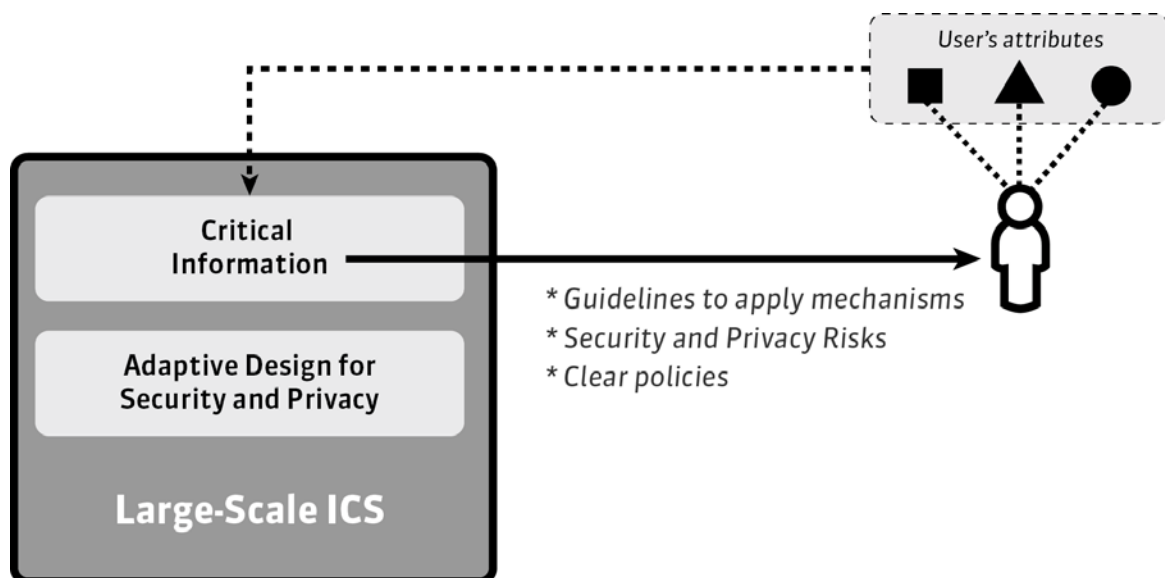 User's attributes
Critical
Information
* Guidelines to apply mechanisms
* Security and Privacy Risks
* Clear policies
Adaptive Design for
Security and Privacy
Large-Scale ICS